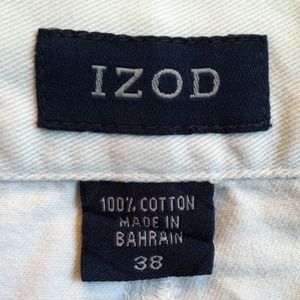 IZOD
100% COTTON
MADE IN
BAHRAIN
38